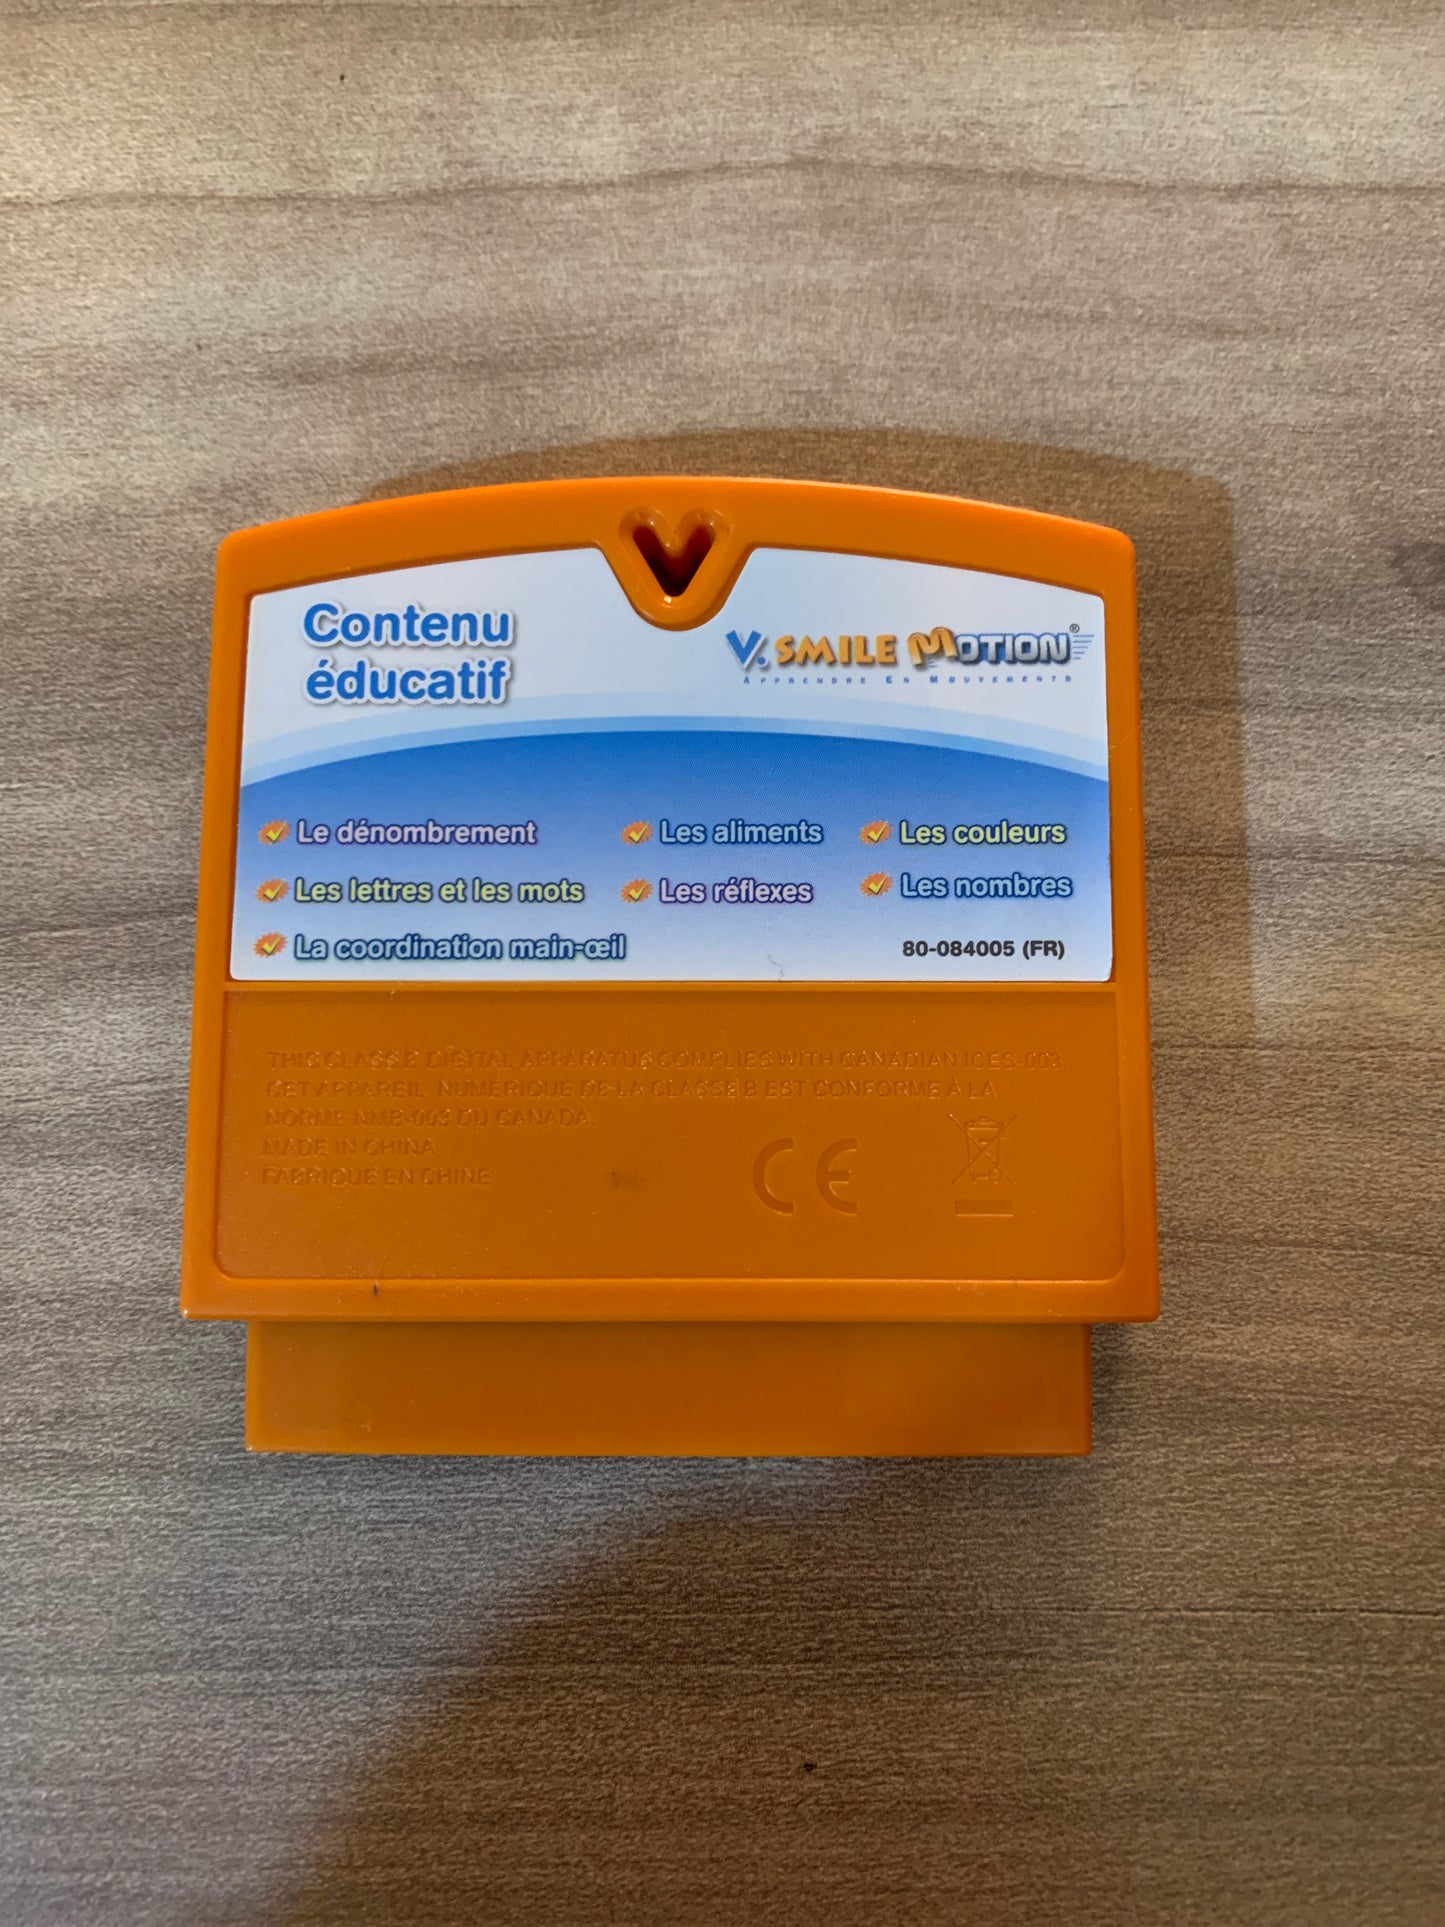 Contenu
éducatif
V.SMILE MOTION®
APPRENDRE EN MOUVEMENTS
Le dénombrement
Les aliments
Les couleurs
Les lettres et les mots
Les réflexes
Les nombres
La coordination main-œil
80-084005 (FR)
THIS CLASS B DIGITAL APPARATUS COMPLIES WITH CANADIAN ICES-003.
CET APPAREIL NUMÉRIQUE DE LA CLASSE B EST CONFORME À LA
NORME NMB-003 DU CANADA.
MADE IN CHINA
FABRIQUE EN CHINE
CE